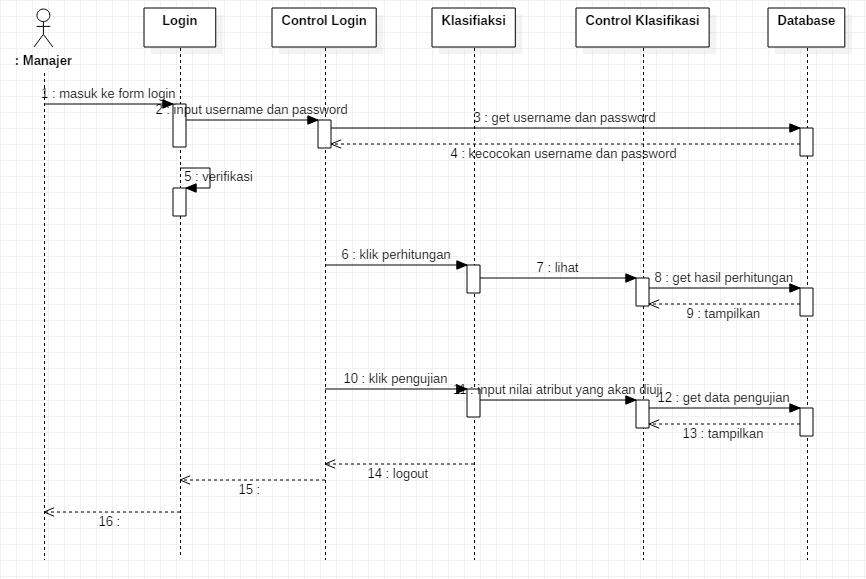 Login
Control Login
Klasifiaksi
Control Klasifikasi
Database
: Manajer
1 : masuk ke form login
2 : input username dan password
3 : get username dan password
4 : kecocokan username dan password
5 : verifikasi
6 : klik perhitungan
7 : lihat
8 : get hasil perhitungan
9 : tampilkan
10 : klik pengujian
11 : input nilai atribut yang akan diuji
12 : get data pengujian
13 : tampilkan
14 : logout
15 :
16 :